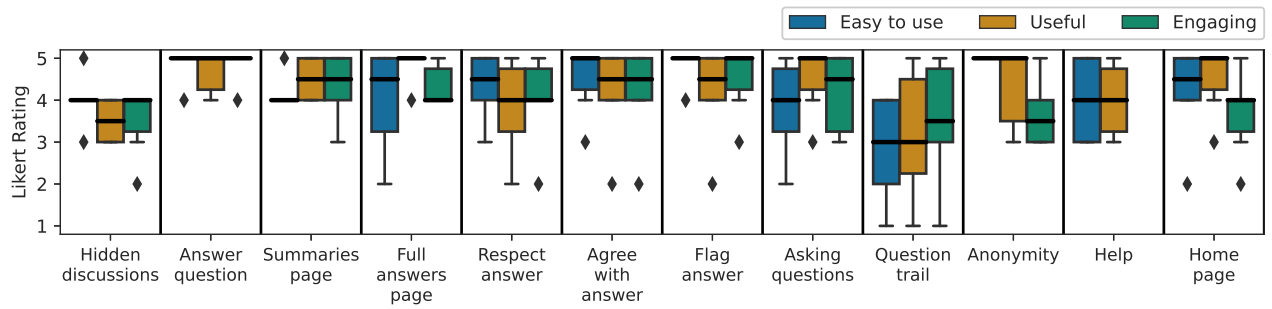 Easy to use Useful Engaging
Likert Rating
5
4
3
2
1
Hidden
discussions
Answer
question
Summaries
page
Full
answers
page
Respect
answer
Agree
with
answer
Flag
answer
Asking
questions
Question
trail
Anonymity
Help
Home
page